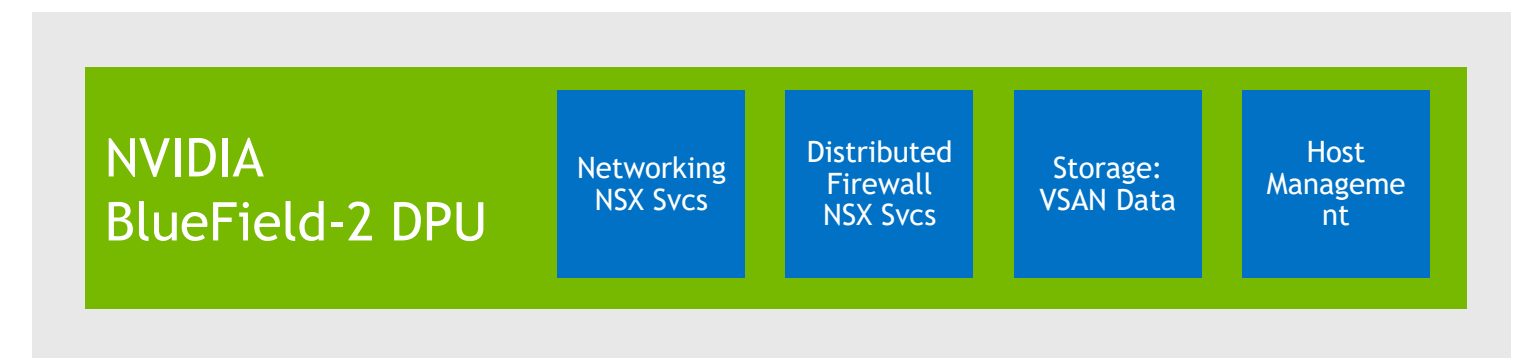 NVIDIA
BlueField-2 DPU
Networking
NSX Svcs
Distributed
Firewall
NSX Svcs
Storage:
VSAN Data
Host
Manageme
nt